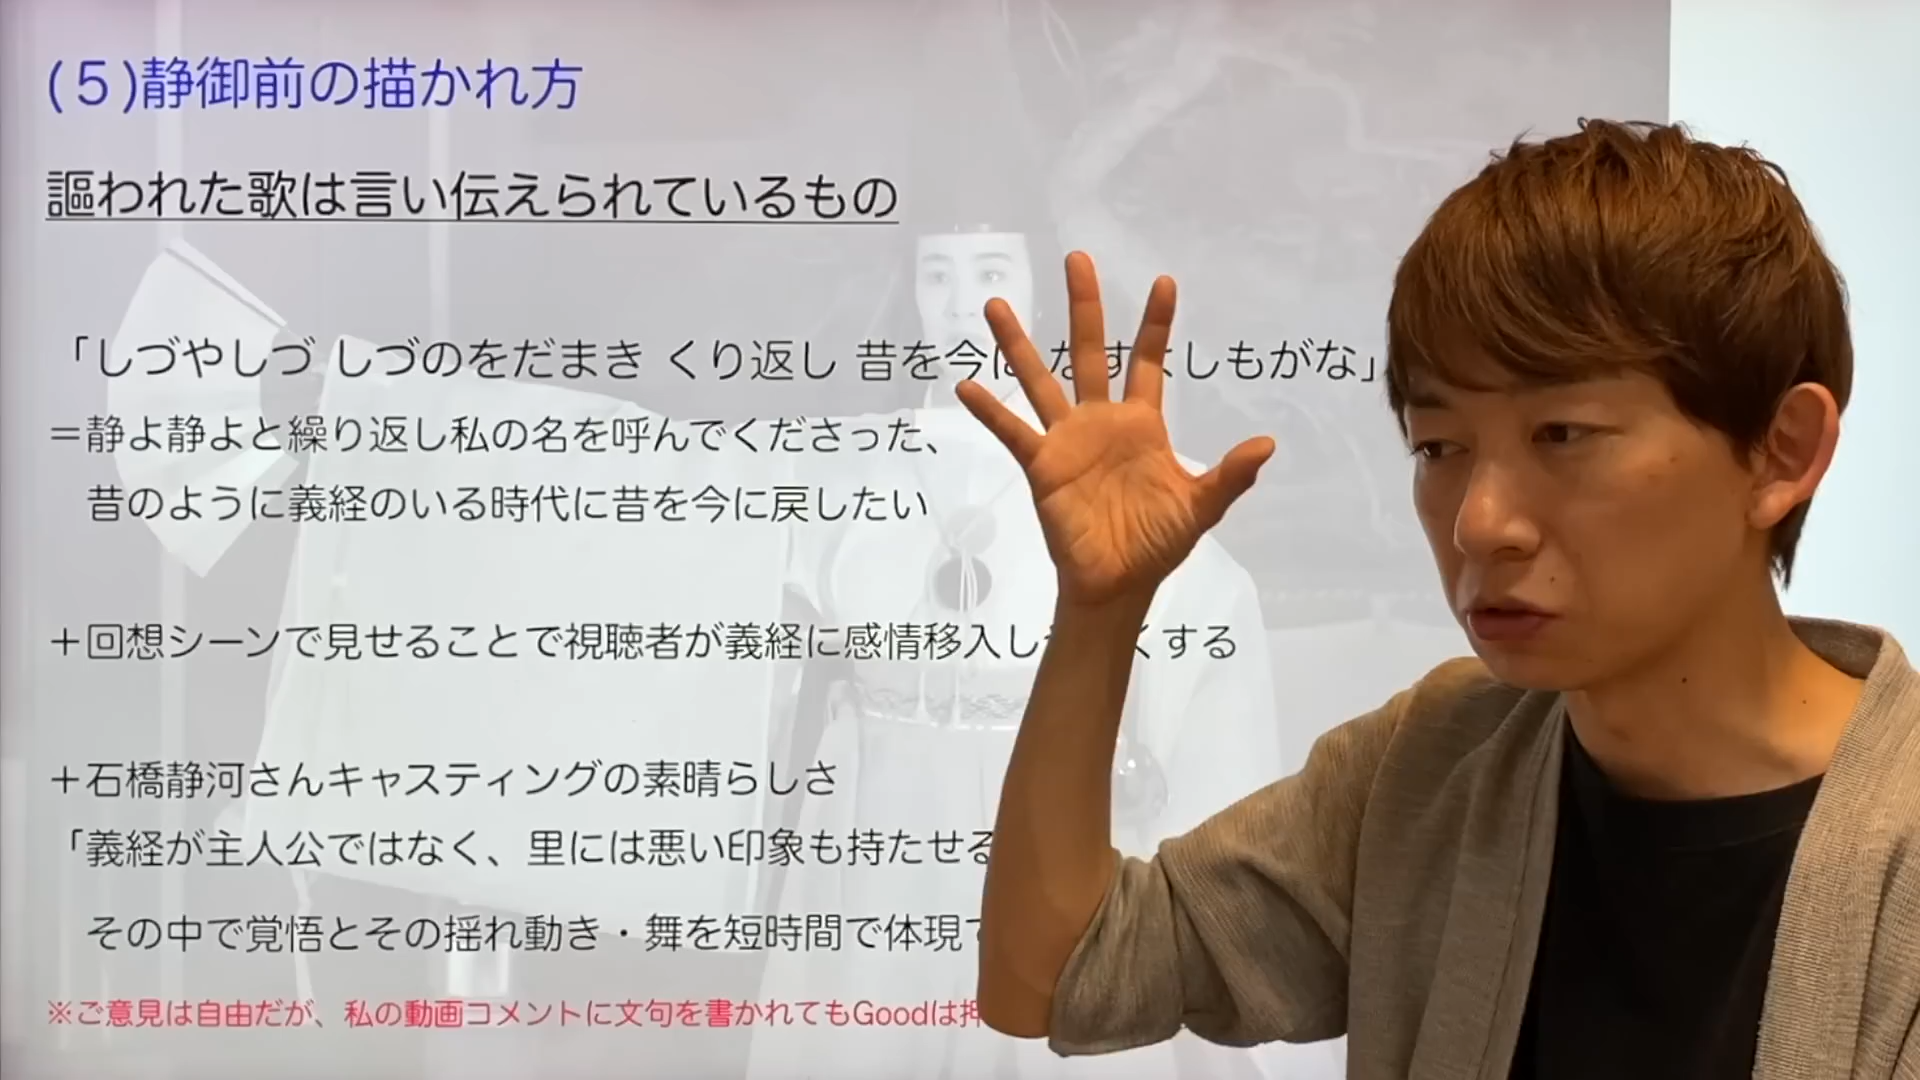 (５)静御前の描かれ方
謳われた歌は言い伝えられているもの
「しづやしづ しづのをだまき くり返し 昔を今に なすよしもがな」
＝静よ静よと繰り返し私の名を呼んでくださった、
昔のように義経のいる時代に昔を今に戻したい
＋回想シーンで見せることで視聴者が義経に感情移入し くする
＋石橋静河さんキャスティングの素晴らしさ
「義経が主人公ではなく、里には悪い印象も持たせる
その中で覚悟とその揺れ動き・舞を短時間で体現
※ご意見は自由だが、私の動画コメントに文句を書かれてもGoodは押